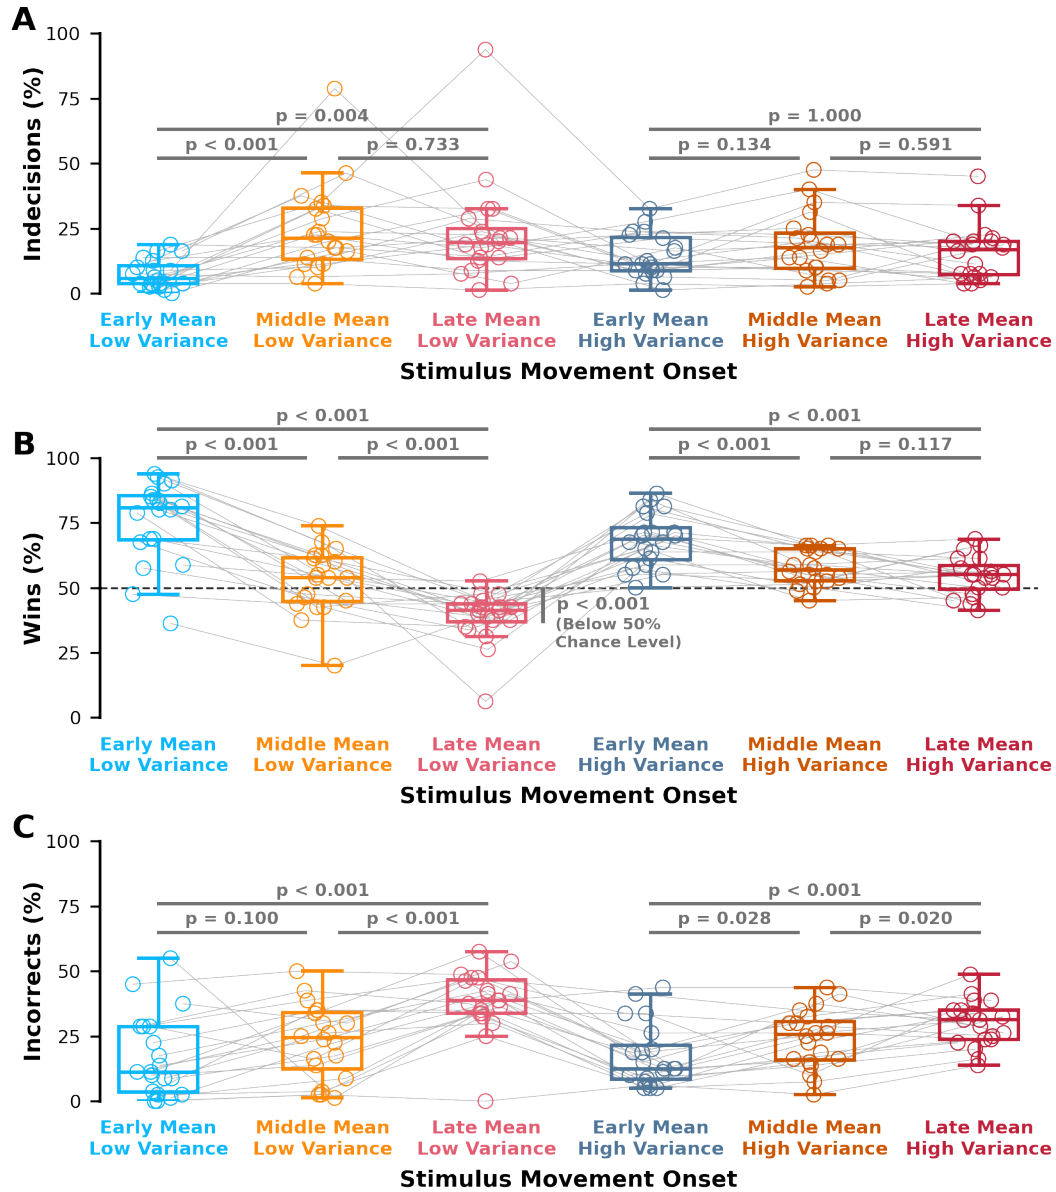 A
100
75
50
25
0
Indecisions (%)
p = 0.004
p < 0.001
p = 0.733
p = 1.000
p = 0.134
p = 0.591
Early Mean
Low Variance
Middle Mean
Low Variance
Late Mean
Low Variance
Early Mean
High Variance
Middle Mean
High Variance
Late Mean
High Variance
Stimulus Movement Onset
B
100
75
50
25
0
Wins (%)
p < 0.001
p < 0.001
p < 0.001
p < 0.001
p < 0.001
p = 0.117
p < 0.001
(Below 50%
Chance Level)
Early Mean
Low Variance
Middle Mean
Low Variance
Late Mean
Low Variance
Early Mean
High Variance
Middle Mean
High Variance
Late Mean
High Variance
Stimulus Movement Onset
C
100
75
50
25
0
Incorrects (%)
p < 0.001
p = 0.100
p < 0.001
p < 0.001
p = 0.028
p = 0.020
Early Mean
Low Variance
Middle Mean
Low Variance
Late Mean
Low Variance
Early Mean
High Variance
Middle Mean
High Variance
Late Mean
High Variance
Stimulus Movement Onset